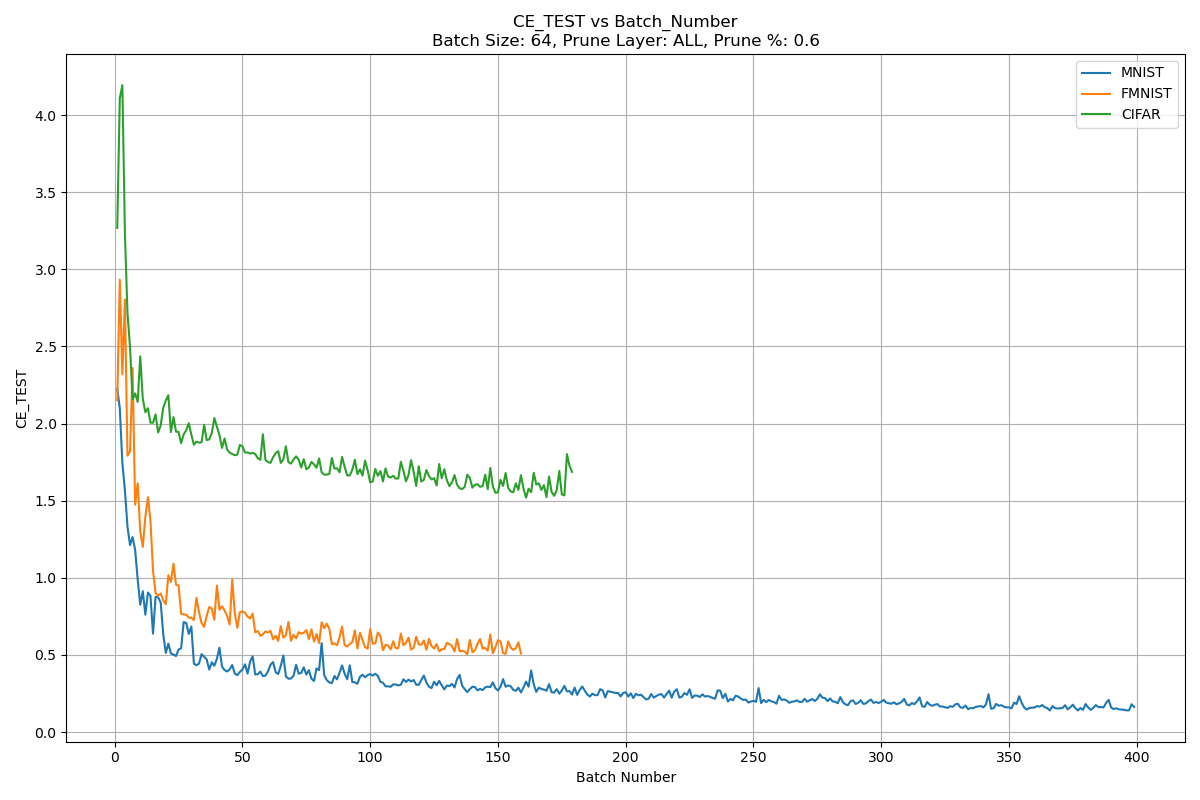 CE_TEST vs Batch_Number
Batch Size: 64, Prune Layer: ALL, Prune %: 0.6
MNIST
FMNIST
CIFAR
CE_TEST
4.0
3.5
3.0
2.5
2.0
1.5
1.0
0.5
0.0
0 50 100 150 200 250 300 350 400
Batch Number